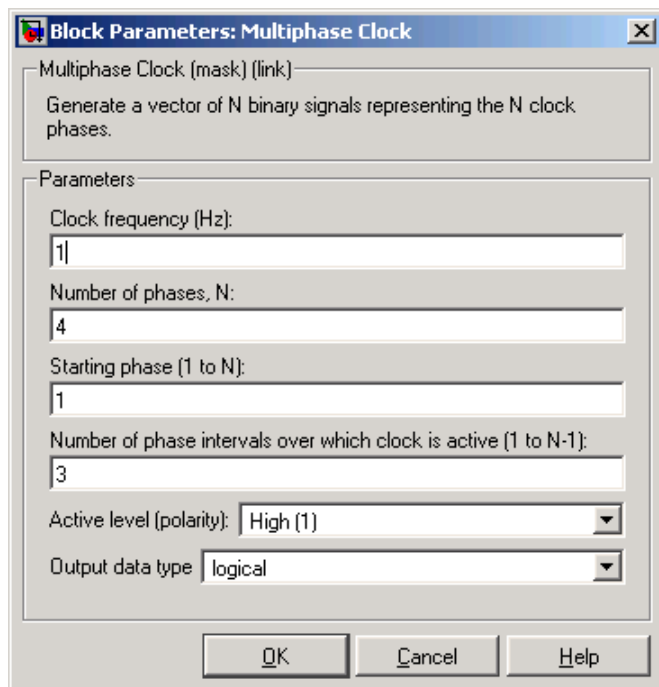 Block Parameters: Multiphase Clock
Multiphase Clock (mask) (link)
Generate a vector of N binary signals representing the N clock
phases.
Parameters
Clock frequency (Hz):
1
Number of phases, N:
4
Starting phase (1 to N):
1
Number of phase intervals over which clock is active (1 to N-1):
3
Active level (polarity): High (1)
Output data type logical
OK Cancel Help